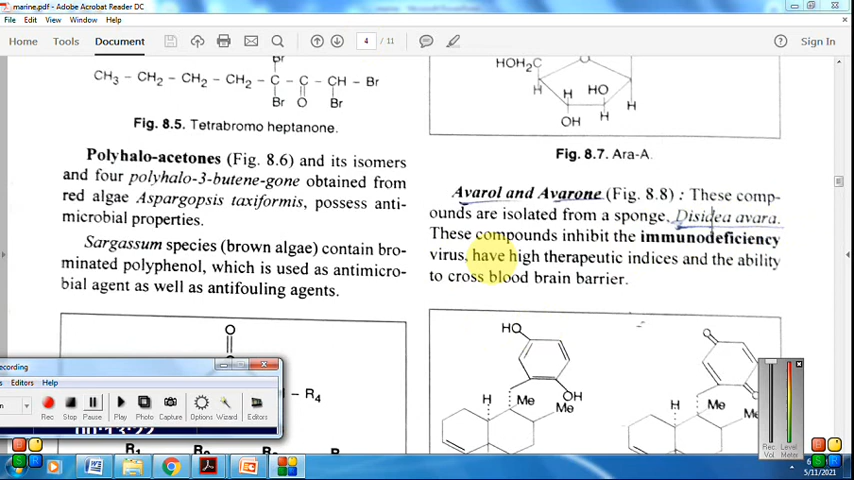 marine.pdf - Adobe Acrobat Reader DC
File Edit View Window Help
Home Tools Document 4 / 11 Sign In
CH3 – CH2 – CH2 – CH2 – C – C – CH – Br
Br
Br O Br
Fig. 8.5. Tetrabromo heptanone.
Polyhalo-acetones (Fig. 8.6) and its isomers
and four polyhalo-3-butene-gone obtained from
red algae Aspargopsis taxiformis, possess anti-
microbial properties.
Sargassum species (brown algae) contain bro-
minated polyphenol, which is used as antimicro-
bial agent as well as antifouling agents.
O
– R4
R1
HOH2C O
H H HO H
OH H
Fig. 8.7. Ara-A.
Avarol and Avarone (Fig. 8.8) : These comp-
ounds are isolated from a sponge, Disidea avara.
These compounds inhibit the immunodeficiency
virus, have high therapeutic indices and the ability
to cross blood brain barrier.
HO O
OH O
H Me Me
H Me Me
ecording
s Editors Help
n Rec Stop Pause Play Photo Capture Options Wizard Editors
Rec. Vol Level Meter
S R S R
5/11/2021